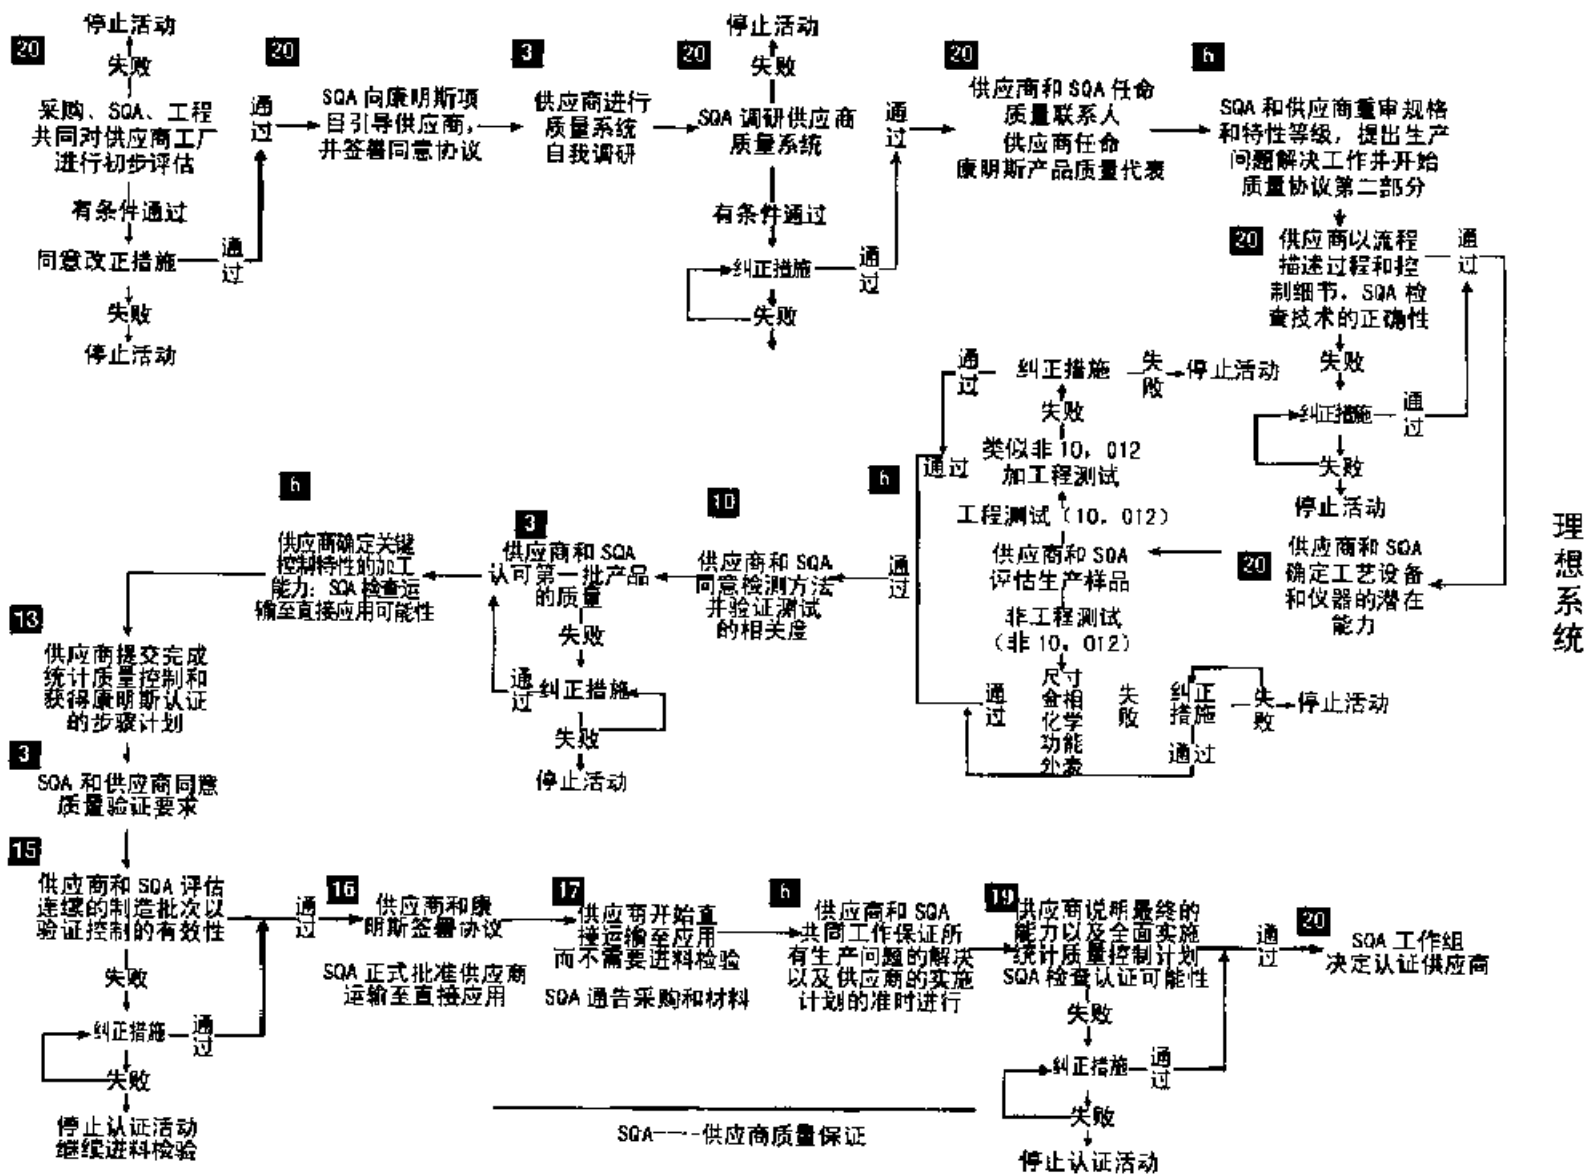 停止活动
20
失败
采购、SQA、工程
共同对供应商工厂
进行初步评估
有条件通过
同意改正措施
通过
失败
停止活动
通过
20
SQA 向康明斯项
目引导供应商,
并签署同意协议
3
供应商进行
质量系统
自我调研
停止活动
20
失败
SQA 调研供应商
质量系统
有条件通过
纠正措施
通过
失败
通过
20
供应商和 SQA 任命
质量联系人
供应商任命
康明斯产品质量代表
6
SQA 和供应商重审规格
和特性等级,提出生产
问题解决工作并开始
质量协议第二部分
20
供应商以流程
描述过程和控
制细节,SQA 检
查技术的正确性
通过
失败
纠正措施
通过
失败
停止活动
20
供应商和 SQA
确定工艺设备
和仪器的潜在
能力
理想系统
通过
纠正措施
失败
停止活动
失败
通过
类似非 10,012
加工程测试
工程测试(10,012)
供应商和 SQA
评估生产样品
非工程测试
(非 10,012)
尺寸
金相
化学
功能
外表
通过
失败
纠正措施
失败
停止活动
通过
6
通过
10
供应商和 SQA
同意检测方法
并验证测试
的相关度
3
供应商和 SQA
认可第一批产品
的质量
失败
通过
纠正措施
失败
停止活动
6
供应商确定关键
控制特性的加工
能力;SQA 检查运
输至直接应用可能性
13
供应商提交完成
统计质量控制和
获得康明斯认证
的步骤计划
3
SQA 和供应商同意
质量验证要求
15
供应商和 SQA 评估
连续的制造批次以
验证控制的有效性
失败
纠正措施
通过
失败
停止认证活动
继续进料检验
通过
16
供应商和康
明斯签署协议
SQA 正式批准供应商
运输至直接应用
17
供应商开始直
接运输至应用
而不需要进料检验
SQA 通告采购和材料
6
供应商和 SQA
共同工作保证所
有生产问题的解决
以及供应商的实施
计划的准时进行
19
供应商说明最终的
能力以及全面实施
统计质量控制计划
SQA 检查认证可能性
失败
纠正措施
通过
失败
停止认证活动
通过
20
SQA 工作组
决定认证供应商
SQA----供应商质量保证